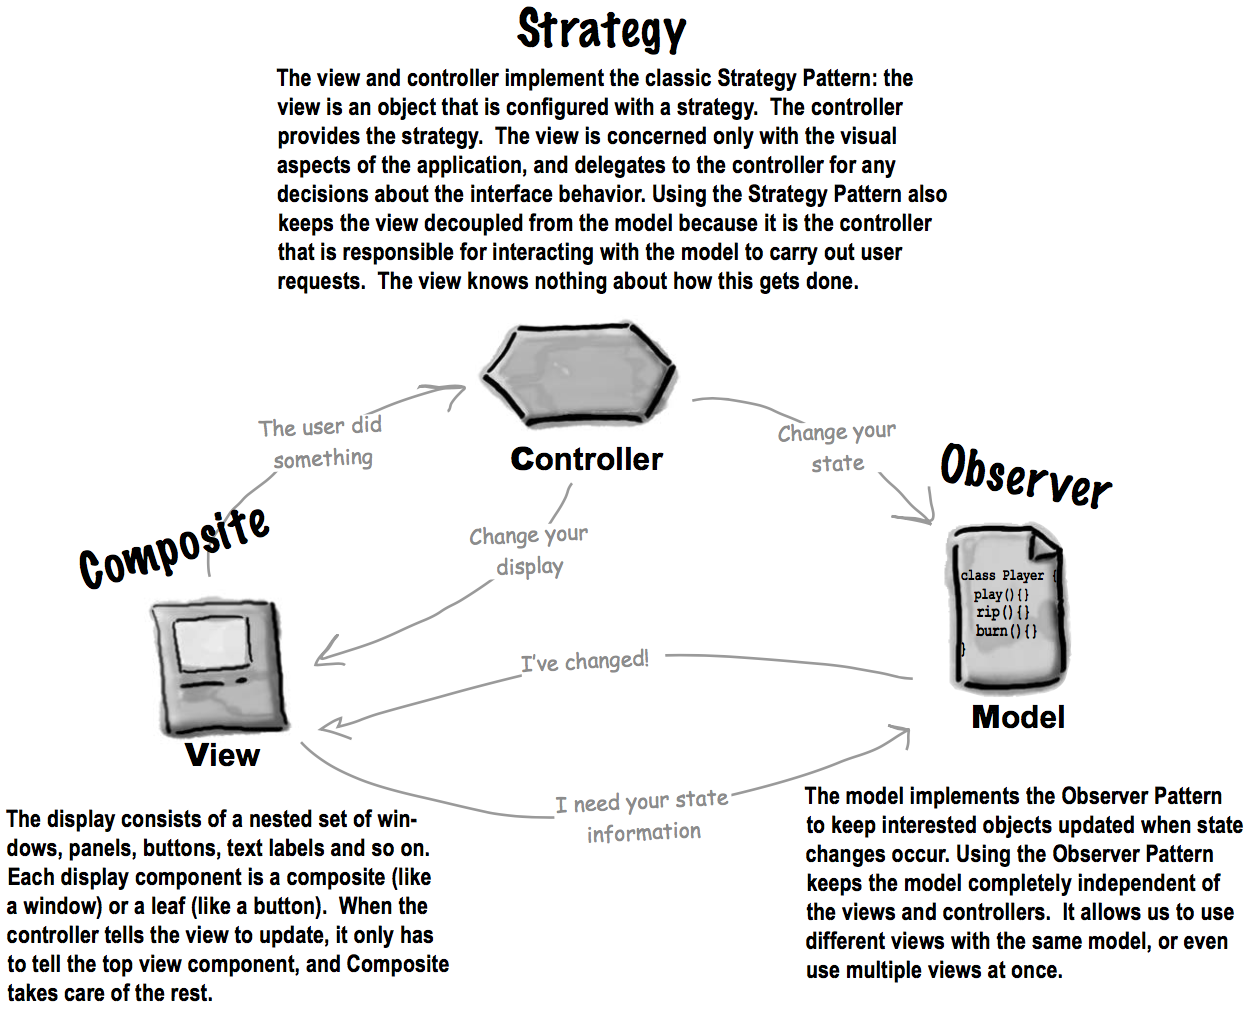 Strategy
The view and controller implement the classic Strategy Pattern: the
view is an object that is configured with a strategy.  The controller
provides the strategy.  The view is concerned only with the visual
aspects of the application, and delegates to the controller for any
decisions about the interface behavior. Using the Strategy Pattern also
keeps the view decoupled from the model because it is the controller
that is responsible for interacting with the model to carry out user
requests.  The view knows nothing about how this gets done.
The user did
something
Controller
Change your
state
Observer
Composite
Change your
display
class Player {
play(){}
rip(){}
burn(){}
}
I've changed!
Model
View
I need your state
information
The display consists of a nested set of win-
dows, panels, buttons, text labels and so on.
Each display component is a composite (like
a window) or a leaf (like a button).  When the
controller tells the view to update, it only has
to tell the top view component, and Composite
takes care of the rest.
The model implements the Observer Pattern
to keep interested objects updated when state
changes occur. Using the Observer Pattern
keeps the model completely independent of
the views and controllers.  It allows us to use
different views with the same model, or even
use multiple views at once.